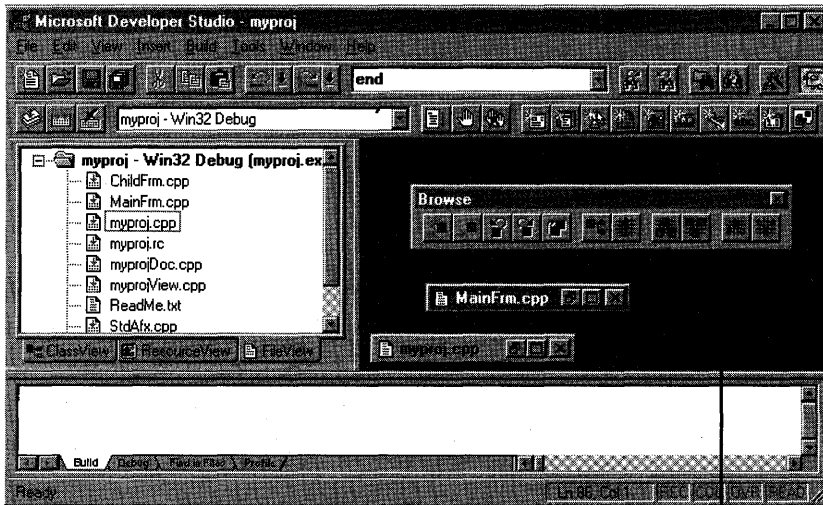 Microsoft Developer Studio - myproj
File Edit View Insert Build Tools Window Help
end
myproj - Win32 Debug
myproj - Win32 Debug (myproj.ex
ChildFrm.cpp
MainFrm.cpp
myproj.cpp
myproj.rc
myprojDoc.cpp
myprojView.cpp
ReadMe.txt
StdAfx.cpp
ClassView ResourceView FileView
Browse
MainFrm.cpp
myproj.cpp
Build Debug Find in Files Profile
Ready Ln 86, Col 1 REC COL OVR READ